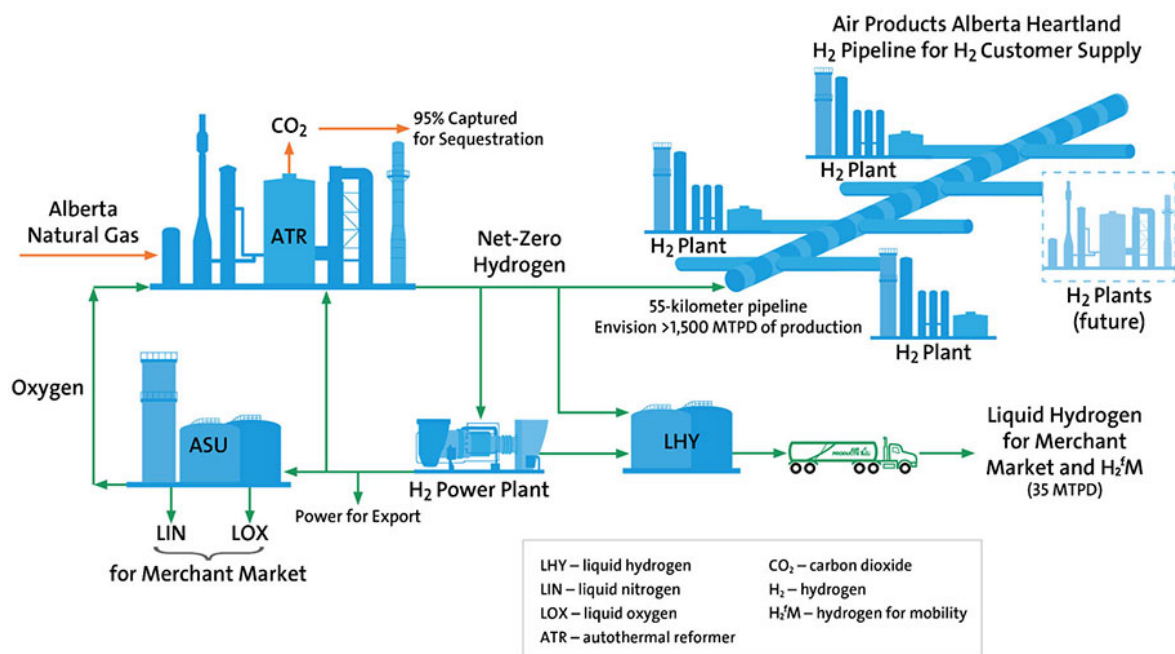 Air Products Alberta Heartland
H₂ Pipeline for H₂ Customer Supply
CO₂
95% Captured
for Sequestration
Alberta
Natural Gas
ATR
Net-Zero
Hydrogen
H₂ Plant
H₂ Plant
H₂ Plant
H₂ Plants
(future)
55-kilometer pipeline
Envision >1,500 MTPD of production
Oxygen
ASU
H₂ Power Plant
Power for Export
LHY
AIR
PRODUCTS
Liquid Hydrogen
for Merchant
Market and H₂fM
(35 MTPD)
LIN
LOX
for Merchant Market
LHY – liquid hydrogen
LIN – liquid nitrogen
LOX – liquid oxygen
ATR – autothermal reformer
CO₂ – carbon dioxide
H₂ – hydrogen
H₂fM – hydrogen for mobility